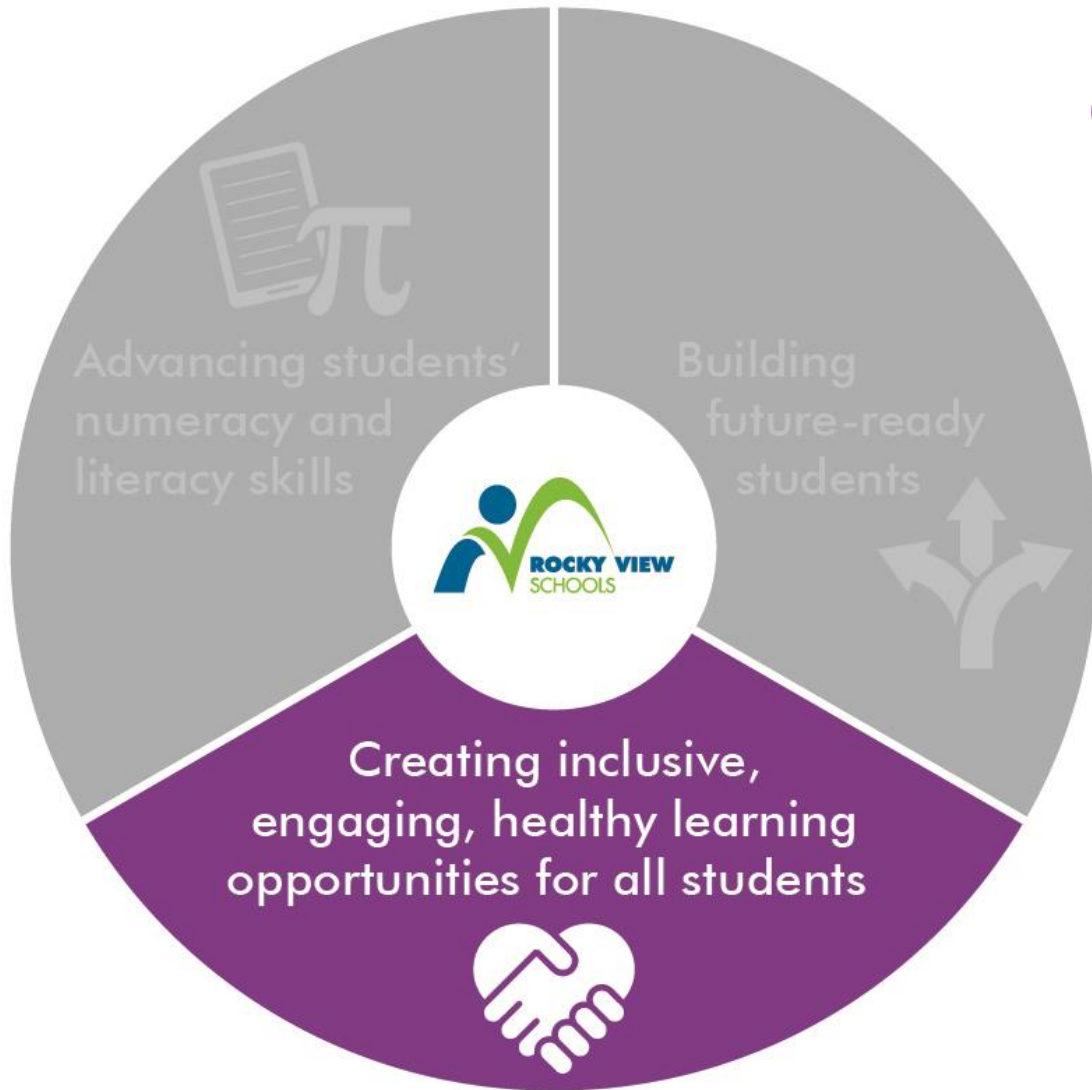 Advancing students'
numeracy and
literacy skills
Building
future-ready
students
ROCKY VIEW
SCHOOLS
Creating inclusive,
engaging, healthy learning
opportunities for all students